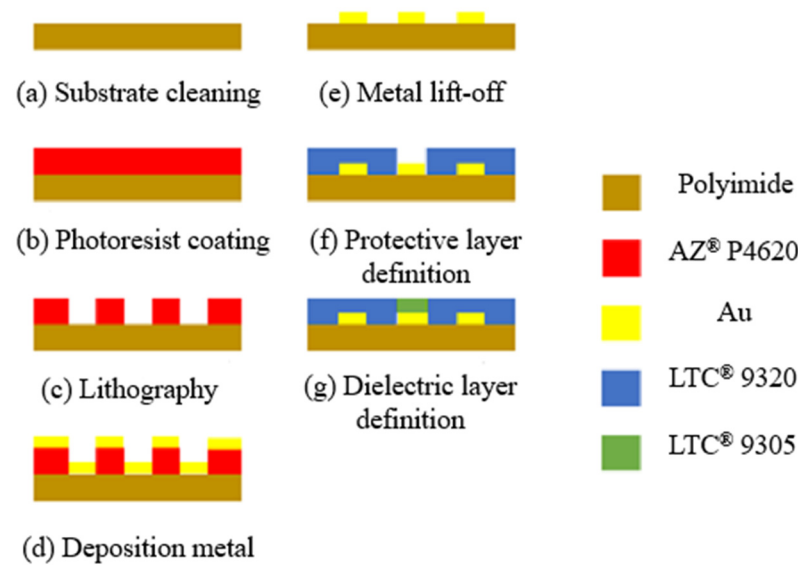 (a) Substrate cleaning
(b) Photoresist coating
(c) Lithography
(d) Deposition metal
(e) Metal lift-off
(f) Protective layer
definition
(g) Dielectric layer
definition
Polyimide
AZ® P4620
Au
LTC® 9320
LTC® 9305